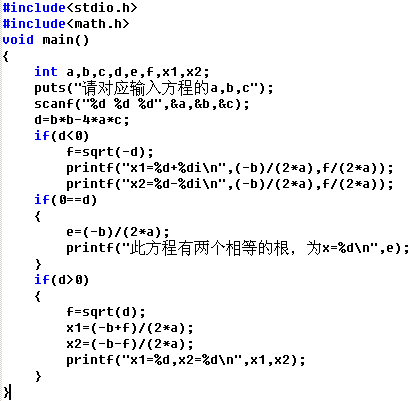 #include<stdio.h>
#include<math.h>
void main()
{
    int a,b,c,d,e,f,x1,x2;
    puts("请对应输入方程的a,b,c");
    scanf("%d %d %d",&a,&b,&c);
    d=b*b-4*a*c;
    if(d<0)
        f=sqrt(-d);
        printf("x1=%d+%di\n",(-b)/(2*a),f/(2*a));
        printf("x2=%d-%di\n",(-b)/(2*a),f/(2*a));
    if(0==d)
    {
        e=(-b)/(2*a);
        printf("此方程有两个相等的根，为x=%d\n",e);
    }
    if(d>0)
    {
        f=sqrt(d);
        x1=(-b+f)/(2*a);
        x2=(-b-f)/(2*a);
        printf("x1=%d,x2=%d\n",x1,x2);
    }
}